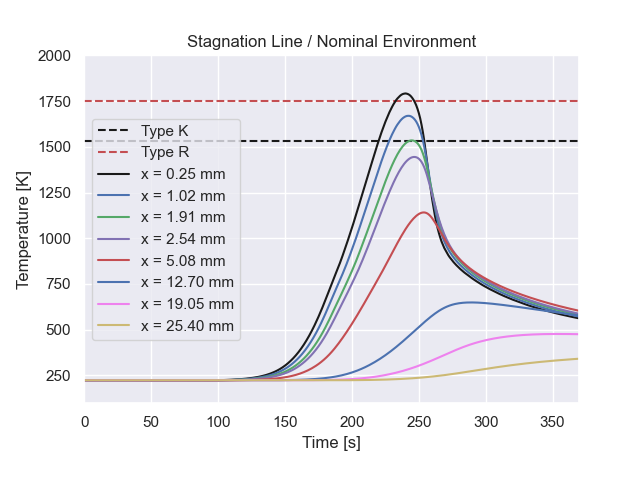 Stagnation Line / Nominal Environment
2000
1750
1500
1250
1000
750
500
250
Temperature [K]
Type K
Type R
x = 0.25 mm
x = 1.02 mm
x = 1.91 mm
x = 2.54 mm
x = 5.08 mm
x = 12.70 mm
x = 19.05 mm
x = 25.40 mm
0 50 100 150 200 250 300 350
Time [s]